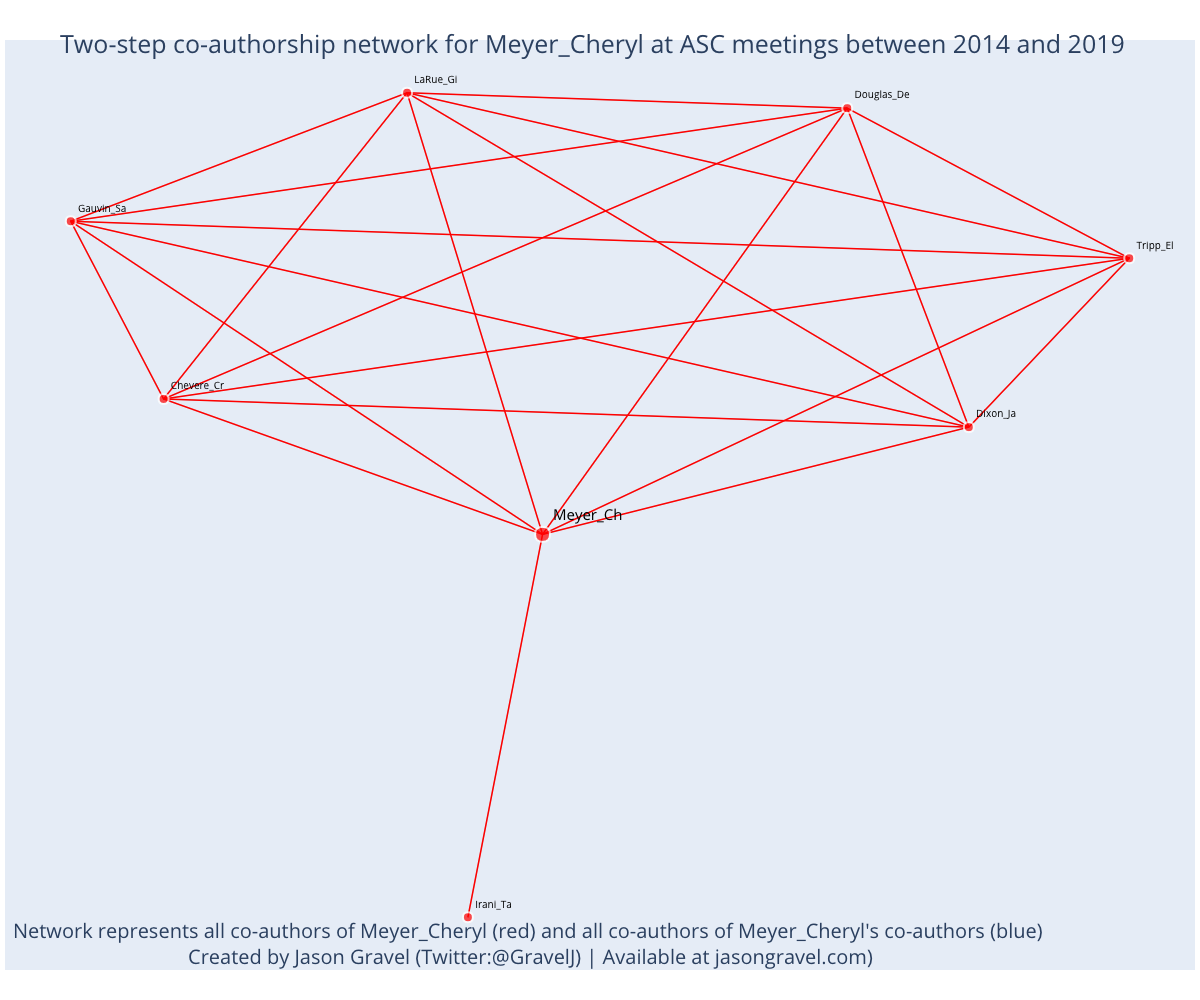 Two-step co-authorship network for Meyer_Cheryl at ASC meetings between 2014 and 2019
LaRue_Gi
Douglas_De
Gauvin_Sa
Tripp_El
Chevere_Cr
Dixon_Ja
Meyer_Ch
Irani_Ta
Network represents all co-authors of Meyer_Cheryl (red) and all co-authors of Meyer_Cheryl's co-authors (blue)
Created by Jason Gravel (Twitter:@GravelJ) | Available at jasongravel.com)